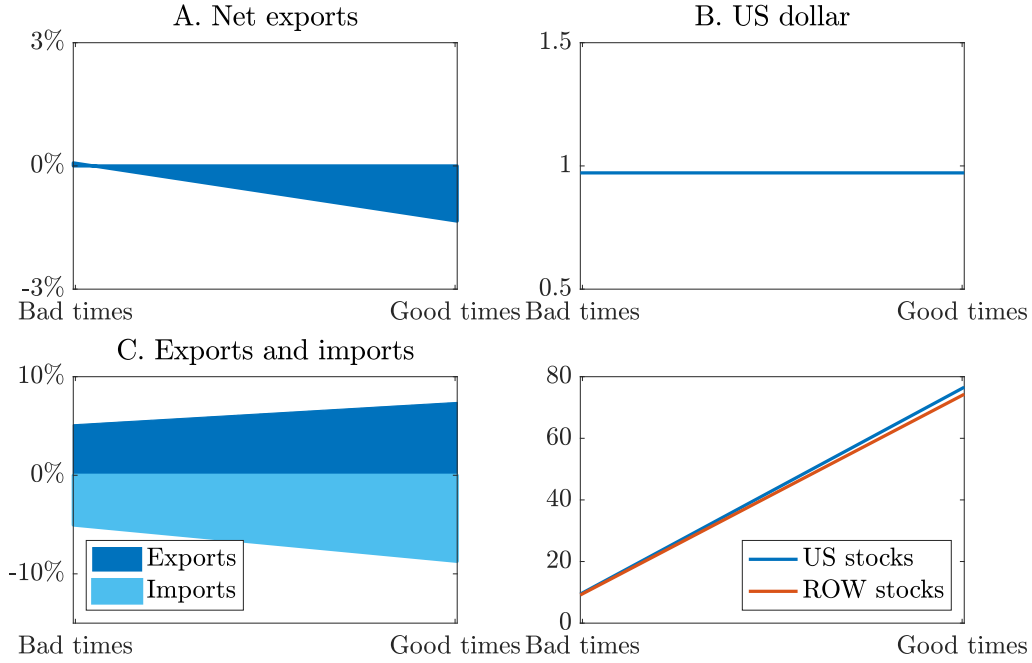 A. Net exports
3%
0%
-3%
Bad times
Good times
B. US dollar
1.5
1
0.5
Bad times
Good times
C. Exports and imports
10%
0%
-10%
Exports
Imports
Bad times
Good times
80
60
40
20
0
US stocks
ROW stocks
Bad times
Good times